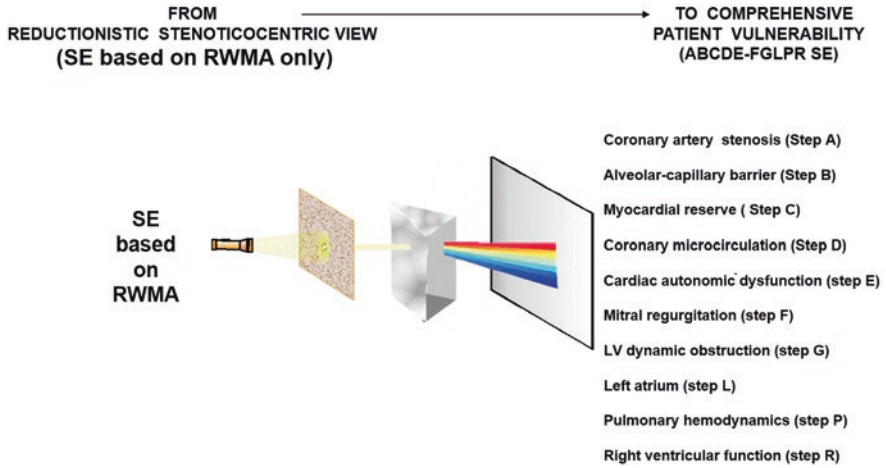 FROM
REDUCTIONISTIC STENOTICOCENTRIC VIEW
(SE based on RWMA only)
TO COMPREHENSIVE
PATIENT VULNERABILITY
(ABCDE-FGLPR SE)
SE
based
on
RWMA
Coronary artery stenosis (Step A)
Alveolar-capillary barrier (Step B)
Myocardial reserve ( Step C)
Coronary microcirculation (Step D)
Cardiac autonomic dysfunction (step E)
Mitral regurgitation (step F)
LV dynamic obstruction (step G)
Left atrium (step L)
Pulmonary hemodynamics (step P)
Right ventricular function (step R)